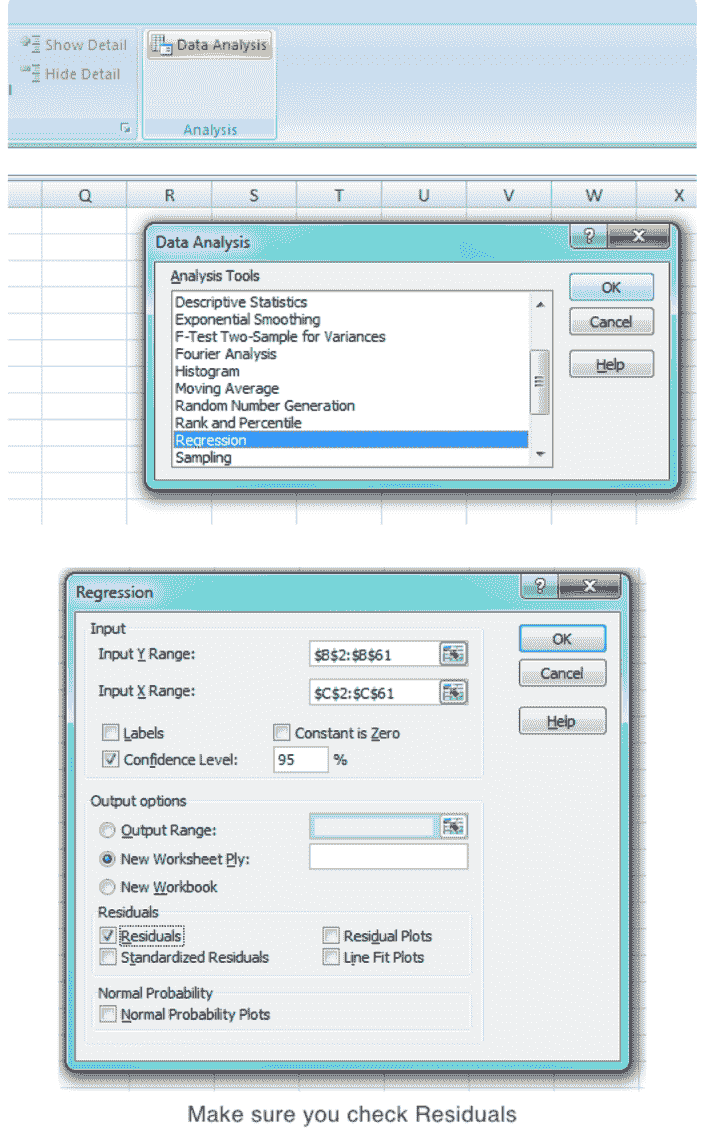 Show Detail
Data Analysis
Hide Detail
Analysis
Q R S T U V W X
Data Analysis
?
Analysis Tools
Descriptive Statistics
Exponential Smoothing
F-Test Two-Sample for Variances
Fourier Analysis
Histogram
Moving Average
Random Number Generation
Rank and Percentile
Regression
Sampling
OK
Cancel
Help
Regression
?
Input
Input Y Range: $B$2:$B$61
Input X Range: $C$2:$C$61
Labels Constant is Zero
Confidence Level: 95 %
OK
Cancel
Help
Output options
Output Range:
New Worksheet Ply:
New Workbook
Residuals
Residuals Residual Plots
Standardized Residuals Line Fit Plots
Normal Probability
Normal Probability Plots
Make sure you check Residuals